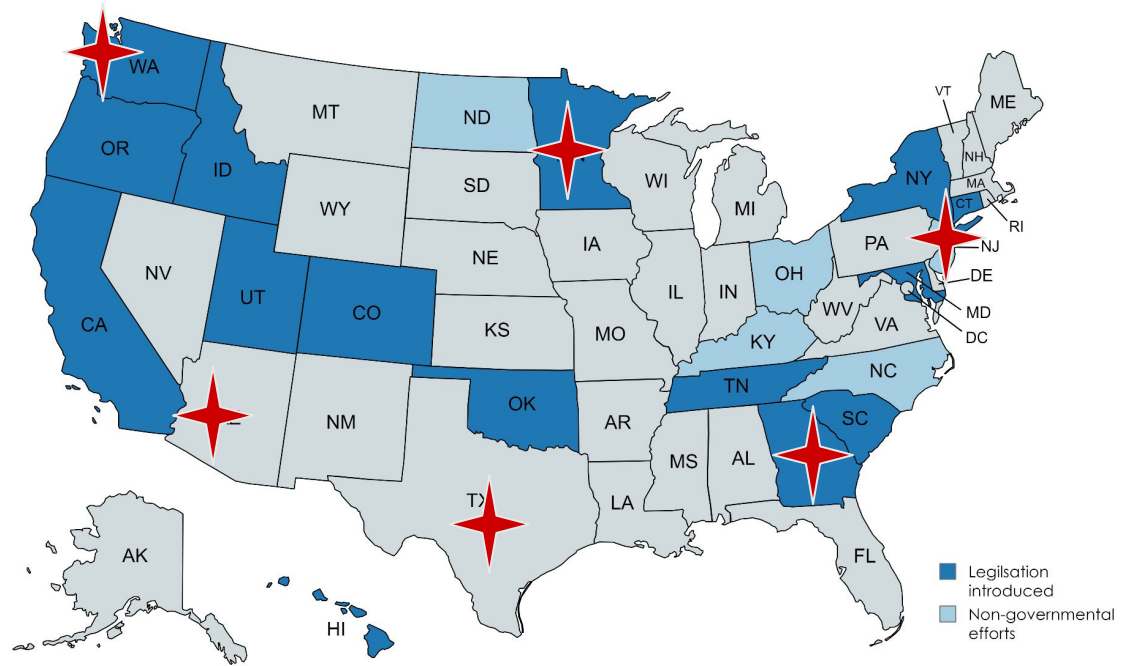 WA
MT
ND
VT
ME
OR
ID
SD
WI
NY
NH
MA
WY
MI
CT
RI
IA
PA
NJ
NE
NV
OH
DE
UT
IL
IN
CO
WV
MD
CA
KS
MO
VA
DC
KY
NC
TN
OK
SC
NM
AR
MS
AL
TX
LA
AK
FL
HI
Legilsation
introduced
Non-governmental
efforts